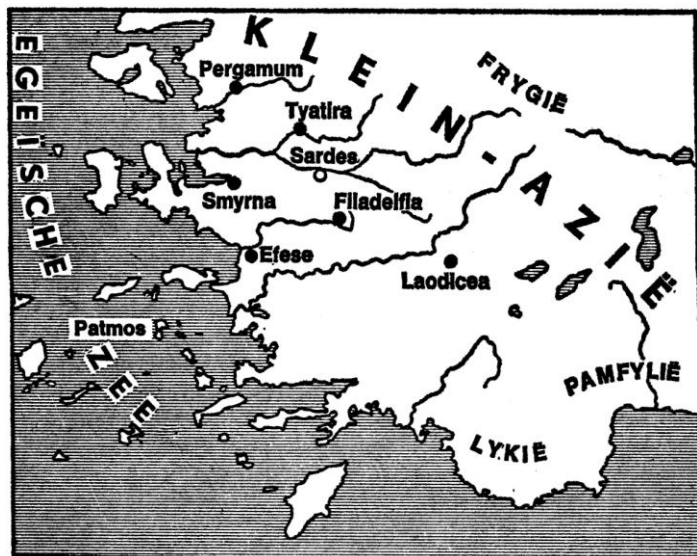 KLEIN-AZIË
EGEÏSCHE
ZEE
FRYGIË
Pergamum
Tyatira
Sardes
Smyrna
Filadelfia
Efese
Laodicea
Patmos
PAMFYLIË
LYKIË